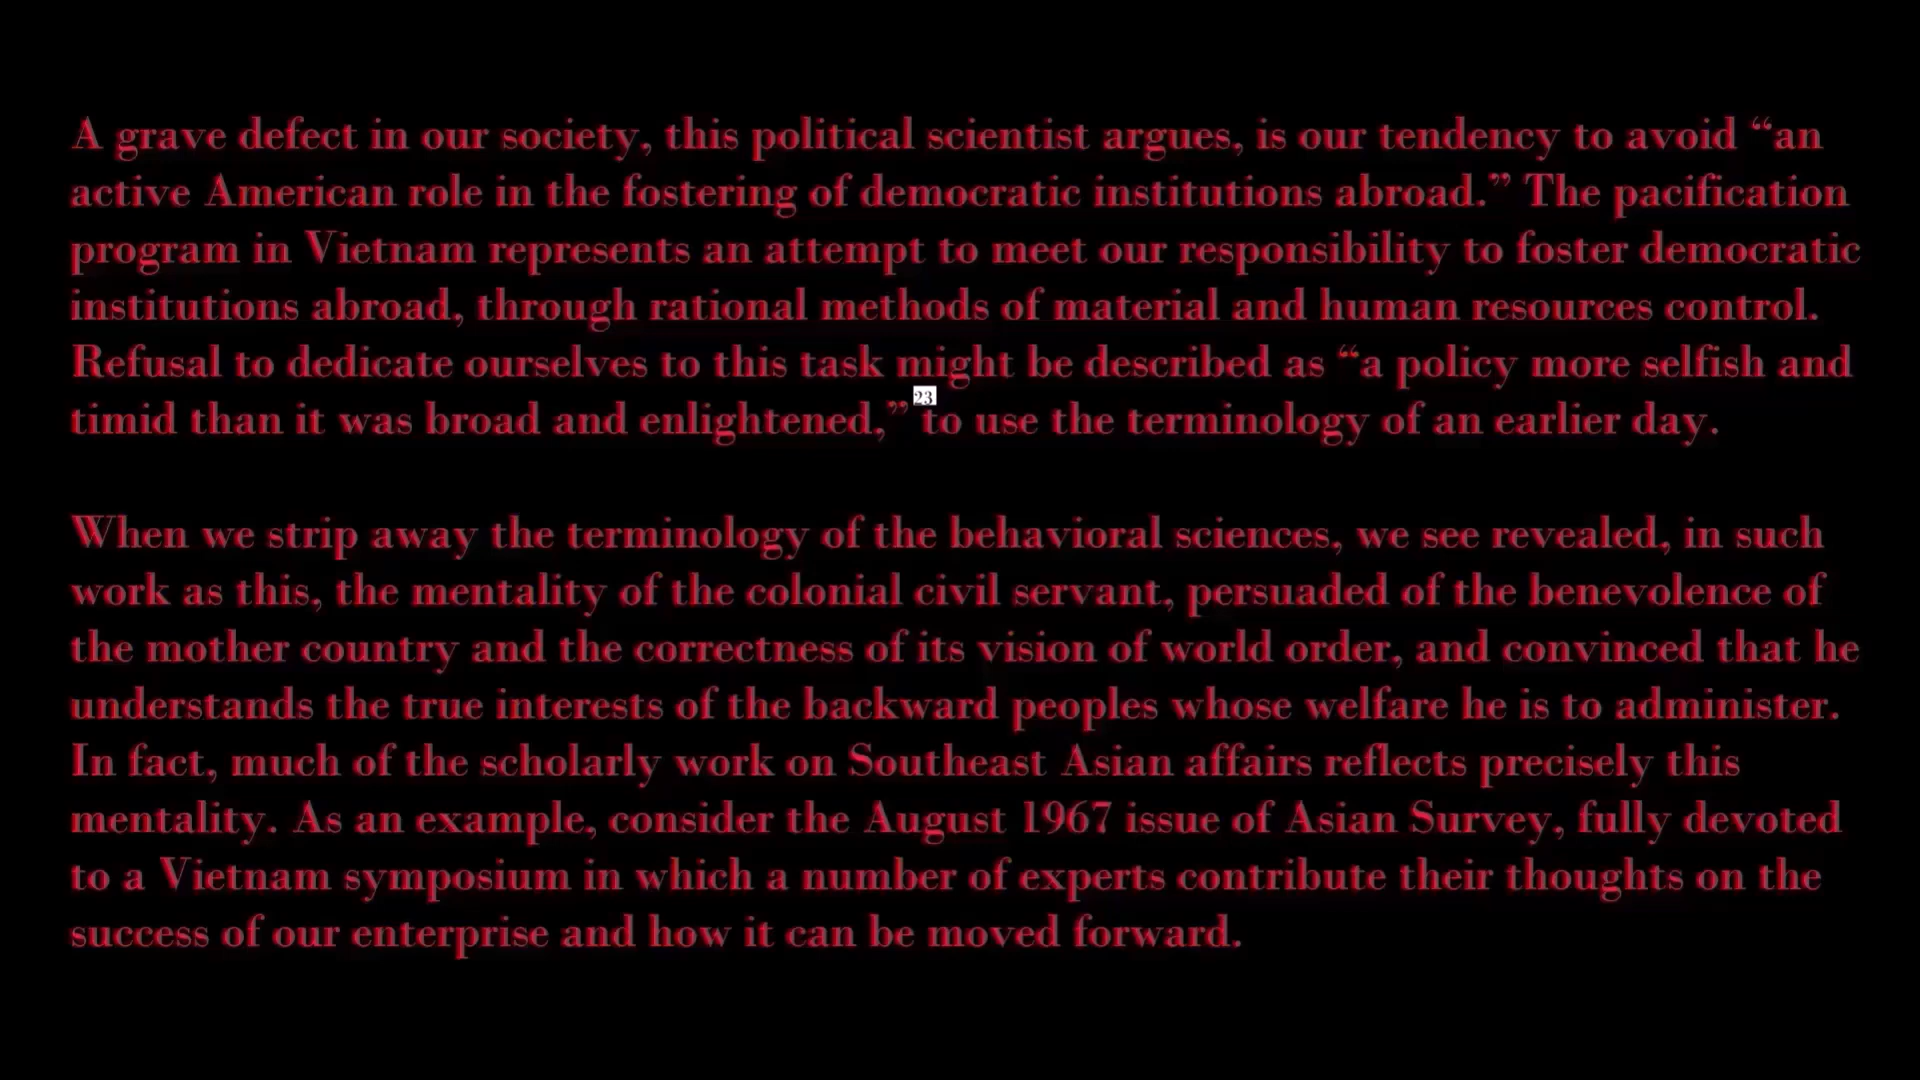 A grave defect in our society, this political scientist argues, is our tendency to avoid “an
active American role in the fostering of democratic institutions abroad.” The pacification
program in Vietnam represents an attempt to meet our responsibility to foster democratic
institutions abroad, through rational methods of material and human resources control.
Refusal to dedicate ourselves to this task might be described as “a policy more selfish and
timid than it was broad and enlightened,”23 to use the terminology of an earlier day.
When we strip away the terminology of the behavioral sciences, we see revealed, in such
work as this, the mentality of the colonial civil servant, persuaded of the benevolence of
the mother country and the correctness of its vision of world order, and convinced that he
understands the true interests of the backward peoples whose welfare he is to administer.
In fact, much of the scholarly work on Southeast Asian affairs reflects precisely this
mentality. As an example, consider the August 1967 issue of Asian Survey, fully devoted
to a Vietnam symposium in which a number of experts contribute their thoughts on the
success of our enterprise and how it can be moved forward.